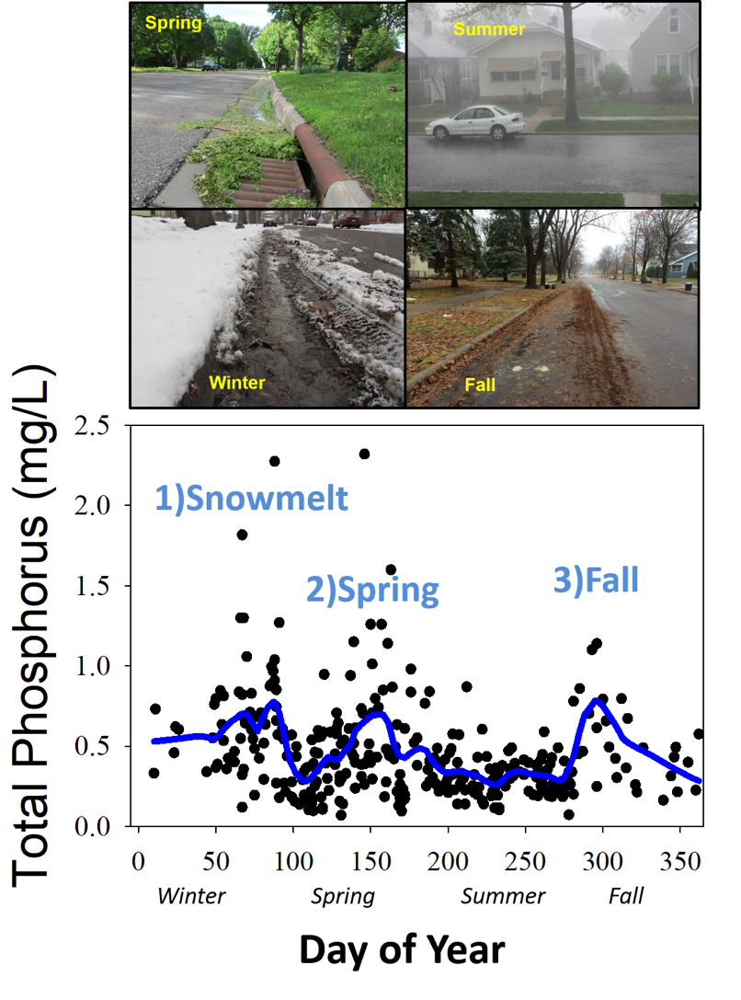 Spring
Summer
Winter
Fall
Total Phosphorus (mg/L)
2.5
2.0
1.5
1.0
0.5
0.0
1)Snowmelt
2)Spring
3)Fall
0 50 100 150 200 250 300 350
Winter Spring Summer Fall
Day of Year